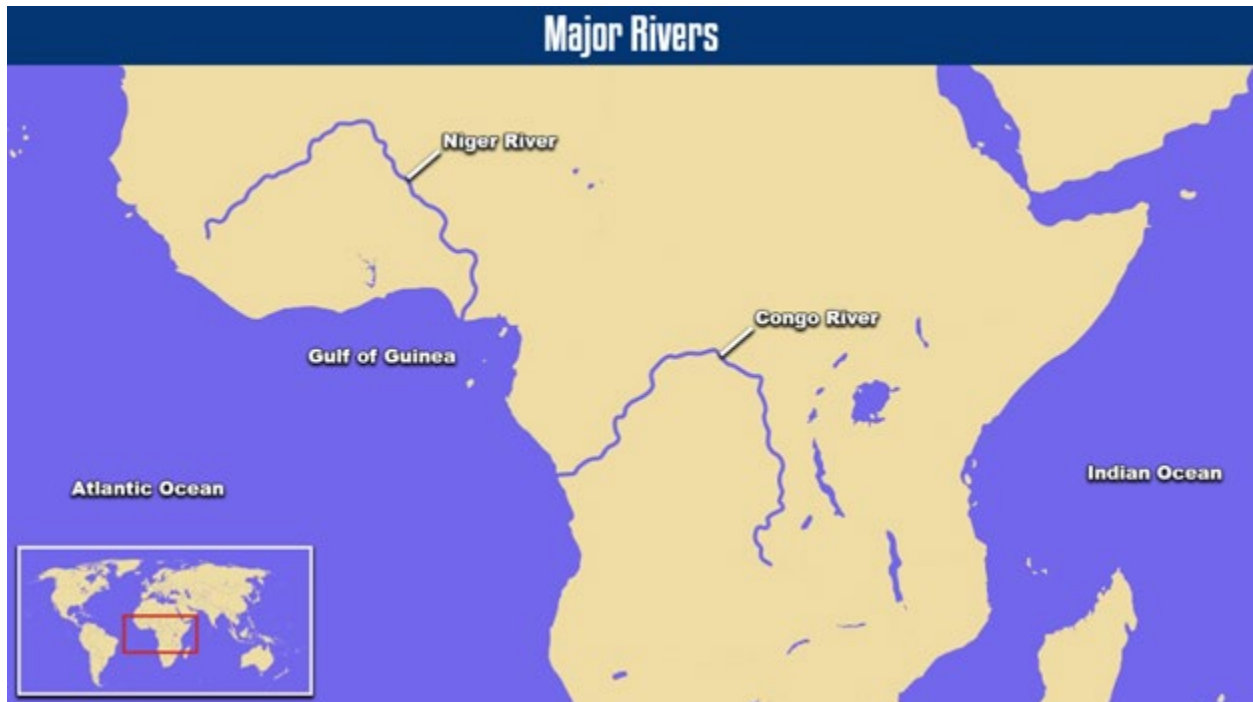 Major Rivers
Niger River
Congo River
Gulf of Guinea
Indian Ocean
Atlantic Ocean